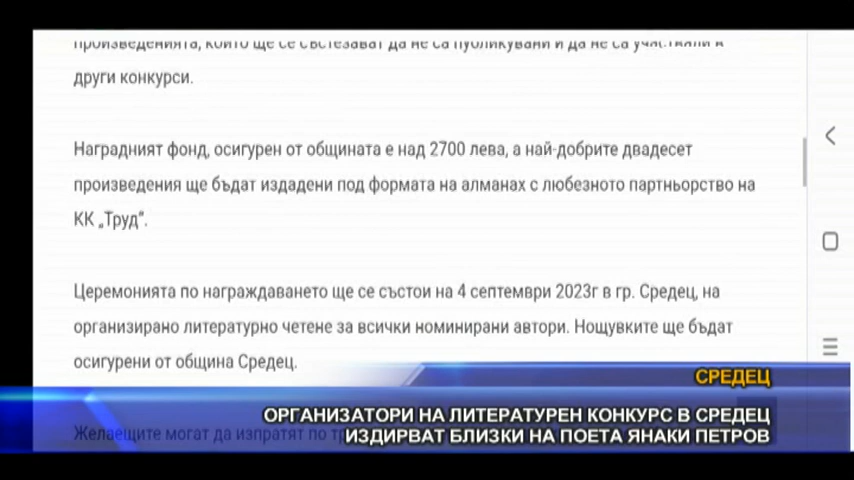 произведенията, които ще се състезават да не са публикувани и да не са участвали в
други конкурси.
Наградният фонд, осигурен от общината е над 2700 лева, а най-добрите двадесет
произведения ще бъдат издадени под формата на алманах с любезното партньорство на
КК „Труд“.
Церемонията по награждаването ще се състои на 4 септември 2023г в гр. Средец, на
организирано литературно четене за всички номинирани автори. Нощувките ще бъдат
осигурени от община Средец.
СРЕДЕЦ
ОРГАНИЗАТОРИ НА ЛИТЕРАТУРЕН КОНКУРС В СРЕДЕЦ
ИЗДИРВАТ БЛИЗКИ НА ПОЕТА ЯНАКИ ПЕТРОВ
Желаещите могат да изпратят по